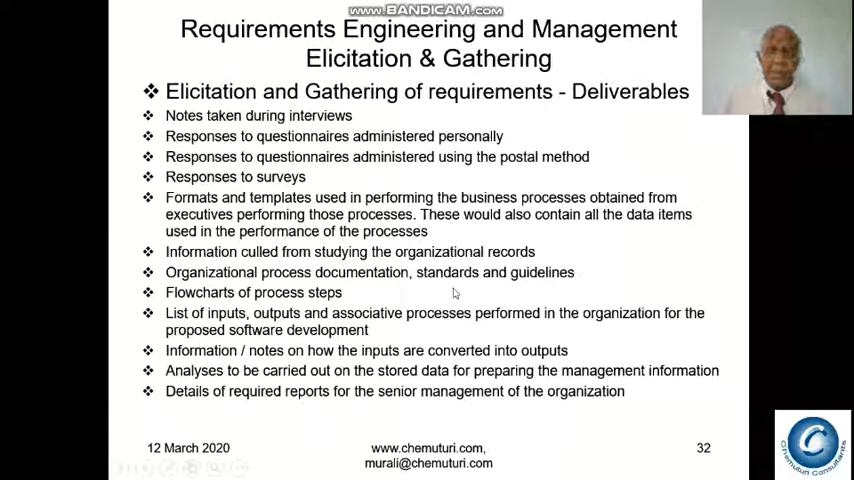 www.BANDICAM.com
Requirements Engineering and Management
Elicitation & Gathering
Elicitation and Gathering of requirements - Deliverables
Notes taken during interviews
Responses to questionnaires administered personally
Responses to questionnaires administered using the postal method
Responses to surveys
Formats and templates used in performing the business processes obtained from
executives performing those processes. These would also contain all the data items
used in the performance of the processes
Information culled from studying the organizational records
Organizational process documentation, standards and guidelines
Flowcharts of process steps
List of inputs, outputs and associative processes performed in the organization for the
proposed software development
Information / notes on how the inputs are converted into outputs
Analyses to be carried out on the stored data for preparing the management information
Details of required reports for the senior management of the organization
12 March 2020
www.chemuturi.com,
murali@chemuturi.com
32
Chemuturi Consultants